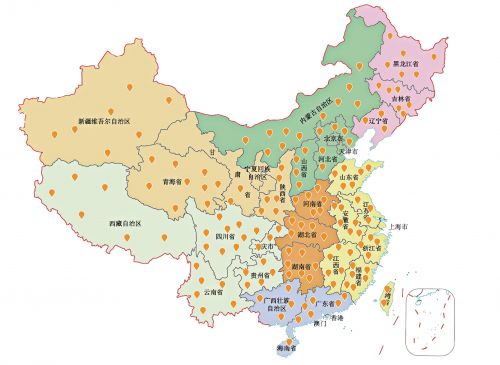 黑龙江省
吉林省
辽宁省
内蒙古自治区
新疆维吾尔自治区
北京市
天津市
河北省
山西省
甘肃省
宁夏回族
自治区
陕西省
山东省
青海省
河南省
江苏
安徽省
上海市
西藏自治区
四川省
湖北省
庆市
浙江省
湖南省
江西省
贵州省
福建省
云南省
广西壮族
自治区
广东省
香港
澳门
湾
海南省